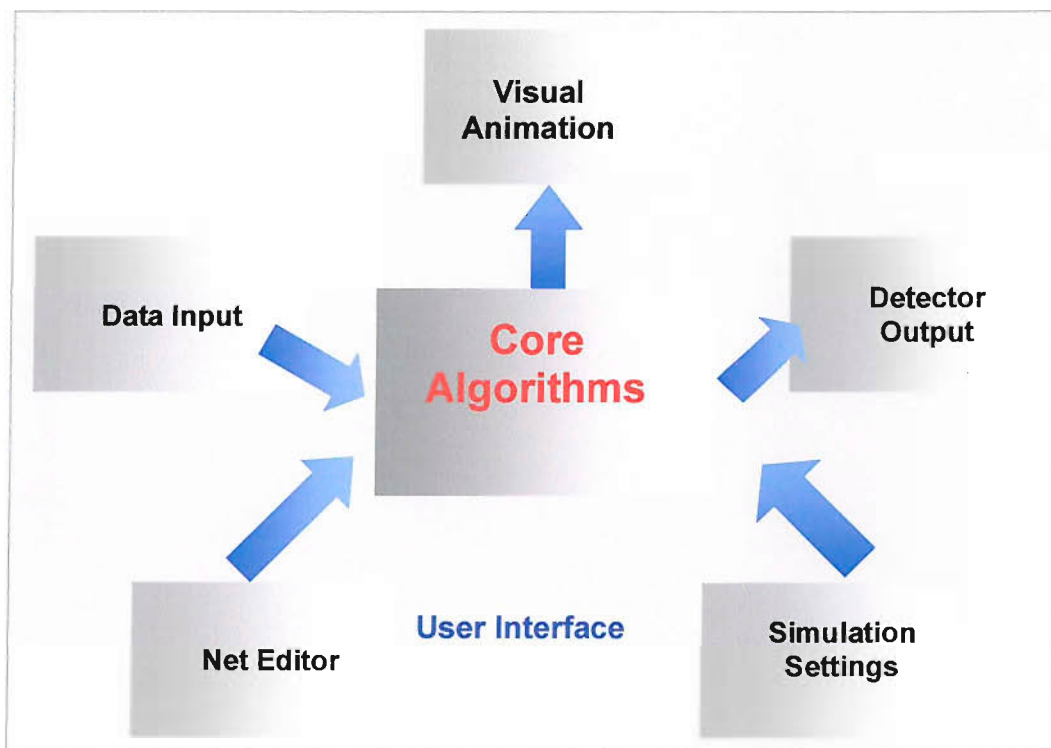 Visual
Animation
Data Input
Core
Algorithms
Detector
Output
Net Editor
User Interface
Simulation
Settings